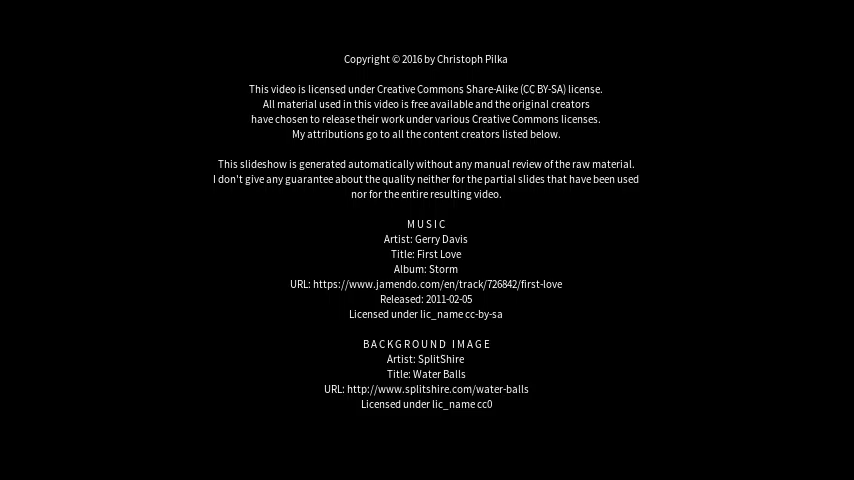 Copyright © 2016 by Christoph Pilka
This video is licensed under Creative Commons Share-Alike (CC BY-SA) license.
All material used in this video is free available and the original creators
have chosen to release their work under various Creative Commons licenses.
My attributions go to all the content creators listed below.
This slideshow is generated automatically without any manual review of the raw material.
I don't give any guarantee about the quality neither for the partial slides that have been used
nor for the entire resulting video.
M U S I C
Artist: Gerry Davis
Title: First Love
Album: Storm
URL: https://www.jamendo.com/en/track/726842/first-love
Released: 2011-02-05
Licensed under lic_name cc-by-sa
B A C K G R O U N D   I M A G E
Artist: SplitShire
Title: Water Balls
URL: http://www.splitshire.com/water-balls
Licensed under lic_name cc0